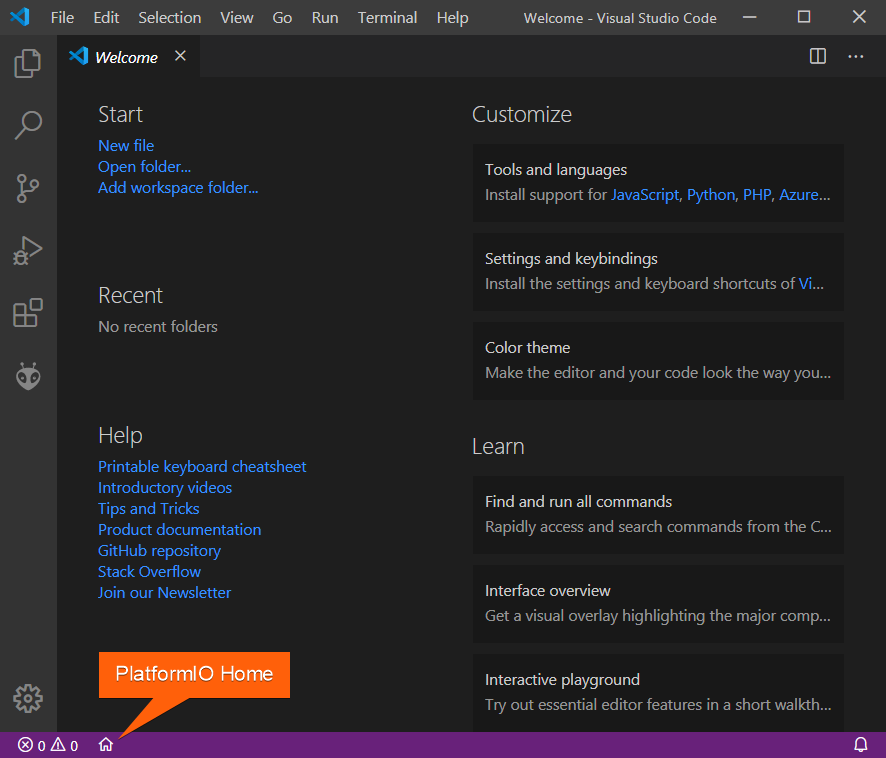 File Edit Selection View Go Run Terminal Help Welcome - Visual Studio Code
Welcome
Start
New file
Open folder...
Add workspace folder...
Recent
No recent folders
Help
Printable keyboard cheatsheet
Introductory videos
Tips and Tricks
Product documentation
GitHub repository
Stack Overflow
Join our Newsletter
Customize
Tools and languages
Install support for JavaScript, Python, PHP, Azure...
Settings and keybindings
Install the settings and keyboard shortcuts of Vi...
Color theme
Make the editor and your code look the way you...
Learn
Find and run all commands
Rapidly access and search commands from the C...
Interface overview
Get a visual overlay highlighting the major comp...
Interactive playground
Try out essential editor features in a short walkth...
PlatformIO Home
0 0